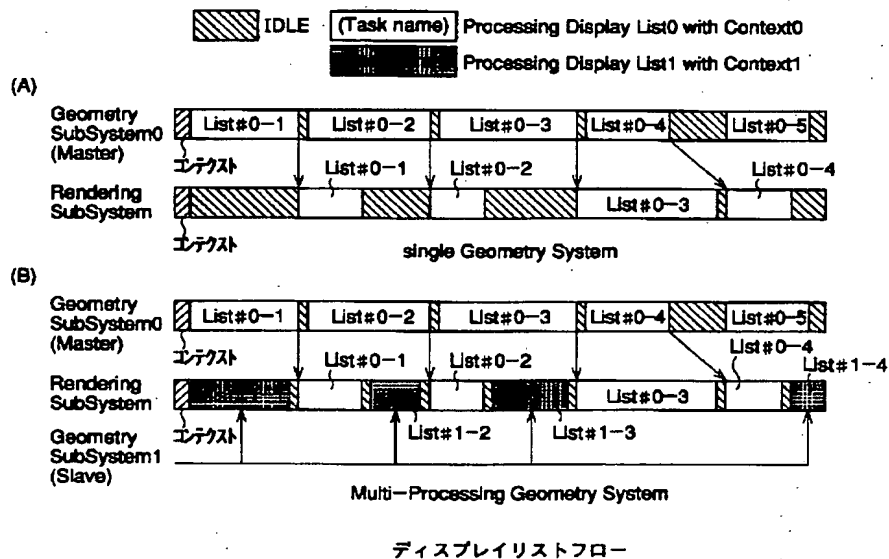 IDLE
(Task name) Processing Display List0 with Context0
Processing Display List1 with Context1
(A)
Geometry
SubSystem0
(Master)
List#0-1 List#0-2 List#0-3 List#0-4 List#0-5
コンテクスト
List#0-1 List#0-2 List#0-4
Rendering
SubSystem
List#0-3
コンテクスト
single Geometry System
(B)
Geometry
SubSystem0
(Master)
List#0-1 List#0-2 List#0-3 List#0-4 List#0-5
コンテクスト
List#0-1 List#0-2 List#0-4 List#1-4
Rendering
SubSystem
List#0-3
コンテクスト
List#1-2 List#1-3
Geometry
SubSystem1
(Slave)
Multi-Processing Geometry System
ディスプレイリストフロー